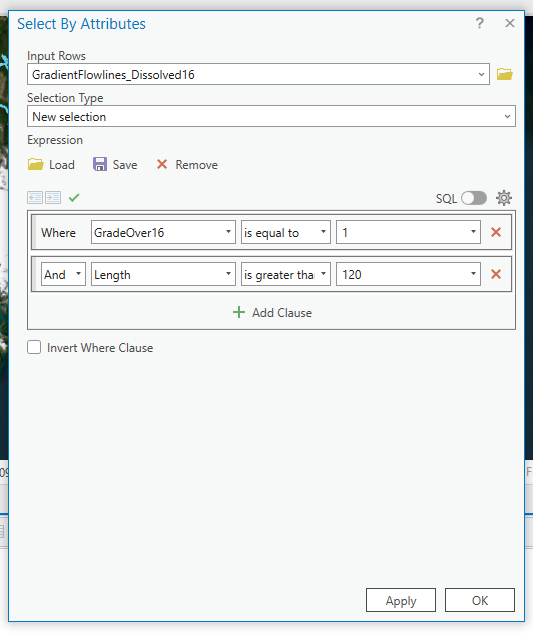 Select By Attributes ? ×
Input Rows
GradientFlowlines_Dissolved16
Selection Type
New selection
Expression
Load Save Remove
SQL
Where GradeOver16 is equal to 1
And Length is greater tha 120
Add Clause
Invert Where Clause
Apply OK